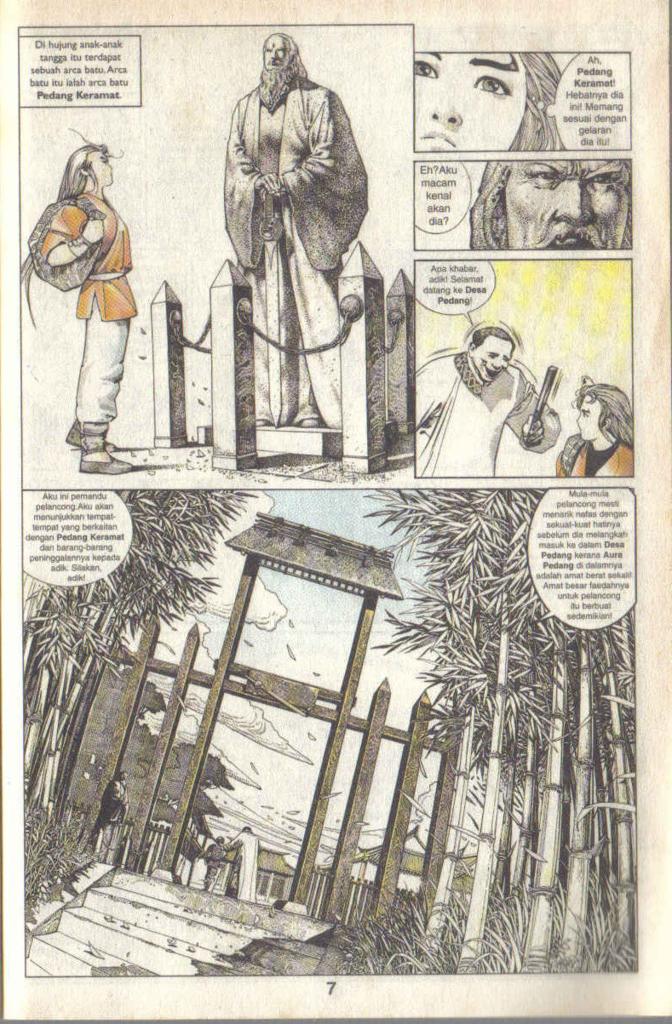 Di hujung anak-anak
tangga itu terdapat
sebuah arca batu. Arca
batu itu ialah arca batu
Pedang Keramat.
Ah,
Pedang
Keramat!
Hebatnya dia
ini! Memang
sesuai dengan
gelaran
dia itu!
Eh?Aku
macam
kenal
akan
dia?
Apa khabar,
adik! Selamat
datang ke Desa
Pedang!
Aku ini pemandu
pelancong.Aku akan
menunjukkan tempat-
tempat yang berkaitan
dengan Pedang Keramat
dan barang-barang
peninggalannya kepada
adik. Silakan,
adik!
Mula-mula
pelancong mesti
menarik nafas dengan
sekuat-kuat hatinya
sebelum dia melangkah
masuk ke dalam Desa
Pedang kerana Aura
Pedang di dalamnya
adalah amat berat sekali!
Amat besar faedahnya
untuk pelancong
itu berbuat
sedemikian!
7